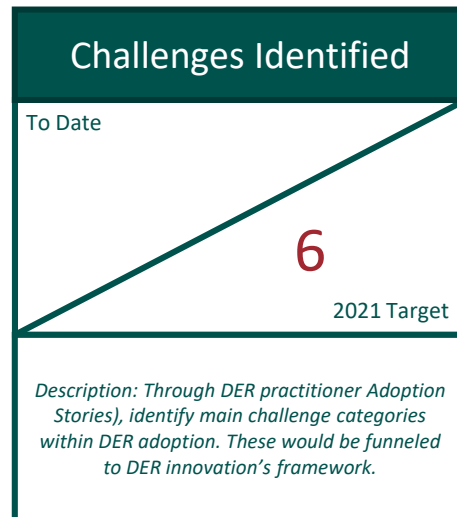 Challenges Identified
To Date
6
2021 Target
Description: Through DER practitioner Adoption
Stories), identify main challenge categories
within DER adoption. These would be funneled
to DER innovation's framework.